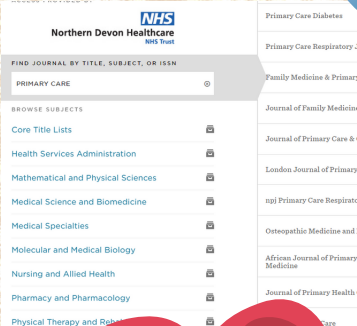 NHS
Northern Devon Healthcare
NHS Trust
FIND JOURNAL BY TITLE, SUBJECT, OR ISSN
PRIMARY CARE
BROWSE SUBJECTS
Core Title Lists
Health Services Administration
Mathematical and Physical Sciences
Medical Science and Biomedicine
Medical Specialties
Molecular and Medical Biology
Nursing and Allied Health
Pharmacy and Pharmacology
Physical Therapy and
Primary Care Diabetes
Primary Care Respiratory J
Family Medicine & Primary
Journal of Family Medicine
Journal of Primary Care &
London Journal of Primary
npj Primary Care Respirato
Osteopathic Medicine and
African Journal of Primary
Medicine
Journal of Primary Health
Care